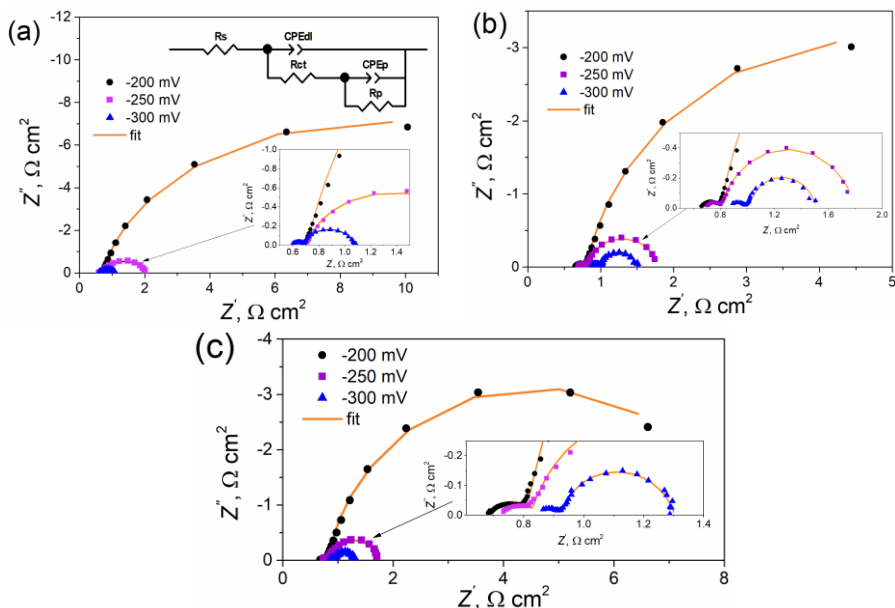 (a)
Rs
CPEdl
Rct
CPEp
Rp
-200 mV
-250 mV
-300 mV
fit
Z″, Ω cm²
-12
-10
-8
-6
-4
-2
0
0 2 4 6 8 10
Z′, Ω cm²
Z″, Ω cm²
-1.0
-0.8
-0.6
-0.4
-0.2
0.0
0.6 0.8 1.0 1.2 1.4
Z, Ω cm²
(b)
-200 mV
-250 mV
-300 mV
fit
Z″, Ω cm²
-3
-2
-1
0
0 1 2 3 4 5
Z′, Ω cm²
Z″, Ω cm²
-0.4
-0.2
0.0
0.4 0.8 1.2 1.6 2.0
Z, Ω cm²
(c)
-200 mV
-250 mV
-300 mV
fit
Z″, Ω cm²
-4
-3
-2
-1
0
0 2 4 6 8
Z′, Ω cm²
Z″, Ω cm²
-0.2
-0.1
0.0
0.6 0.8 1.0 1.2 1.4
Z′, Ω cm²